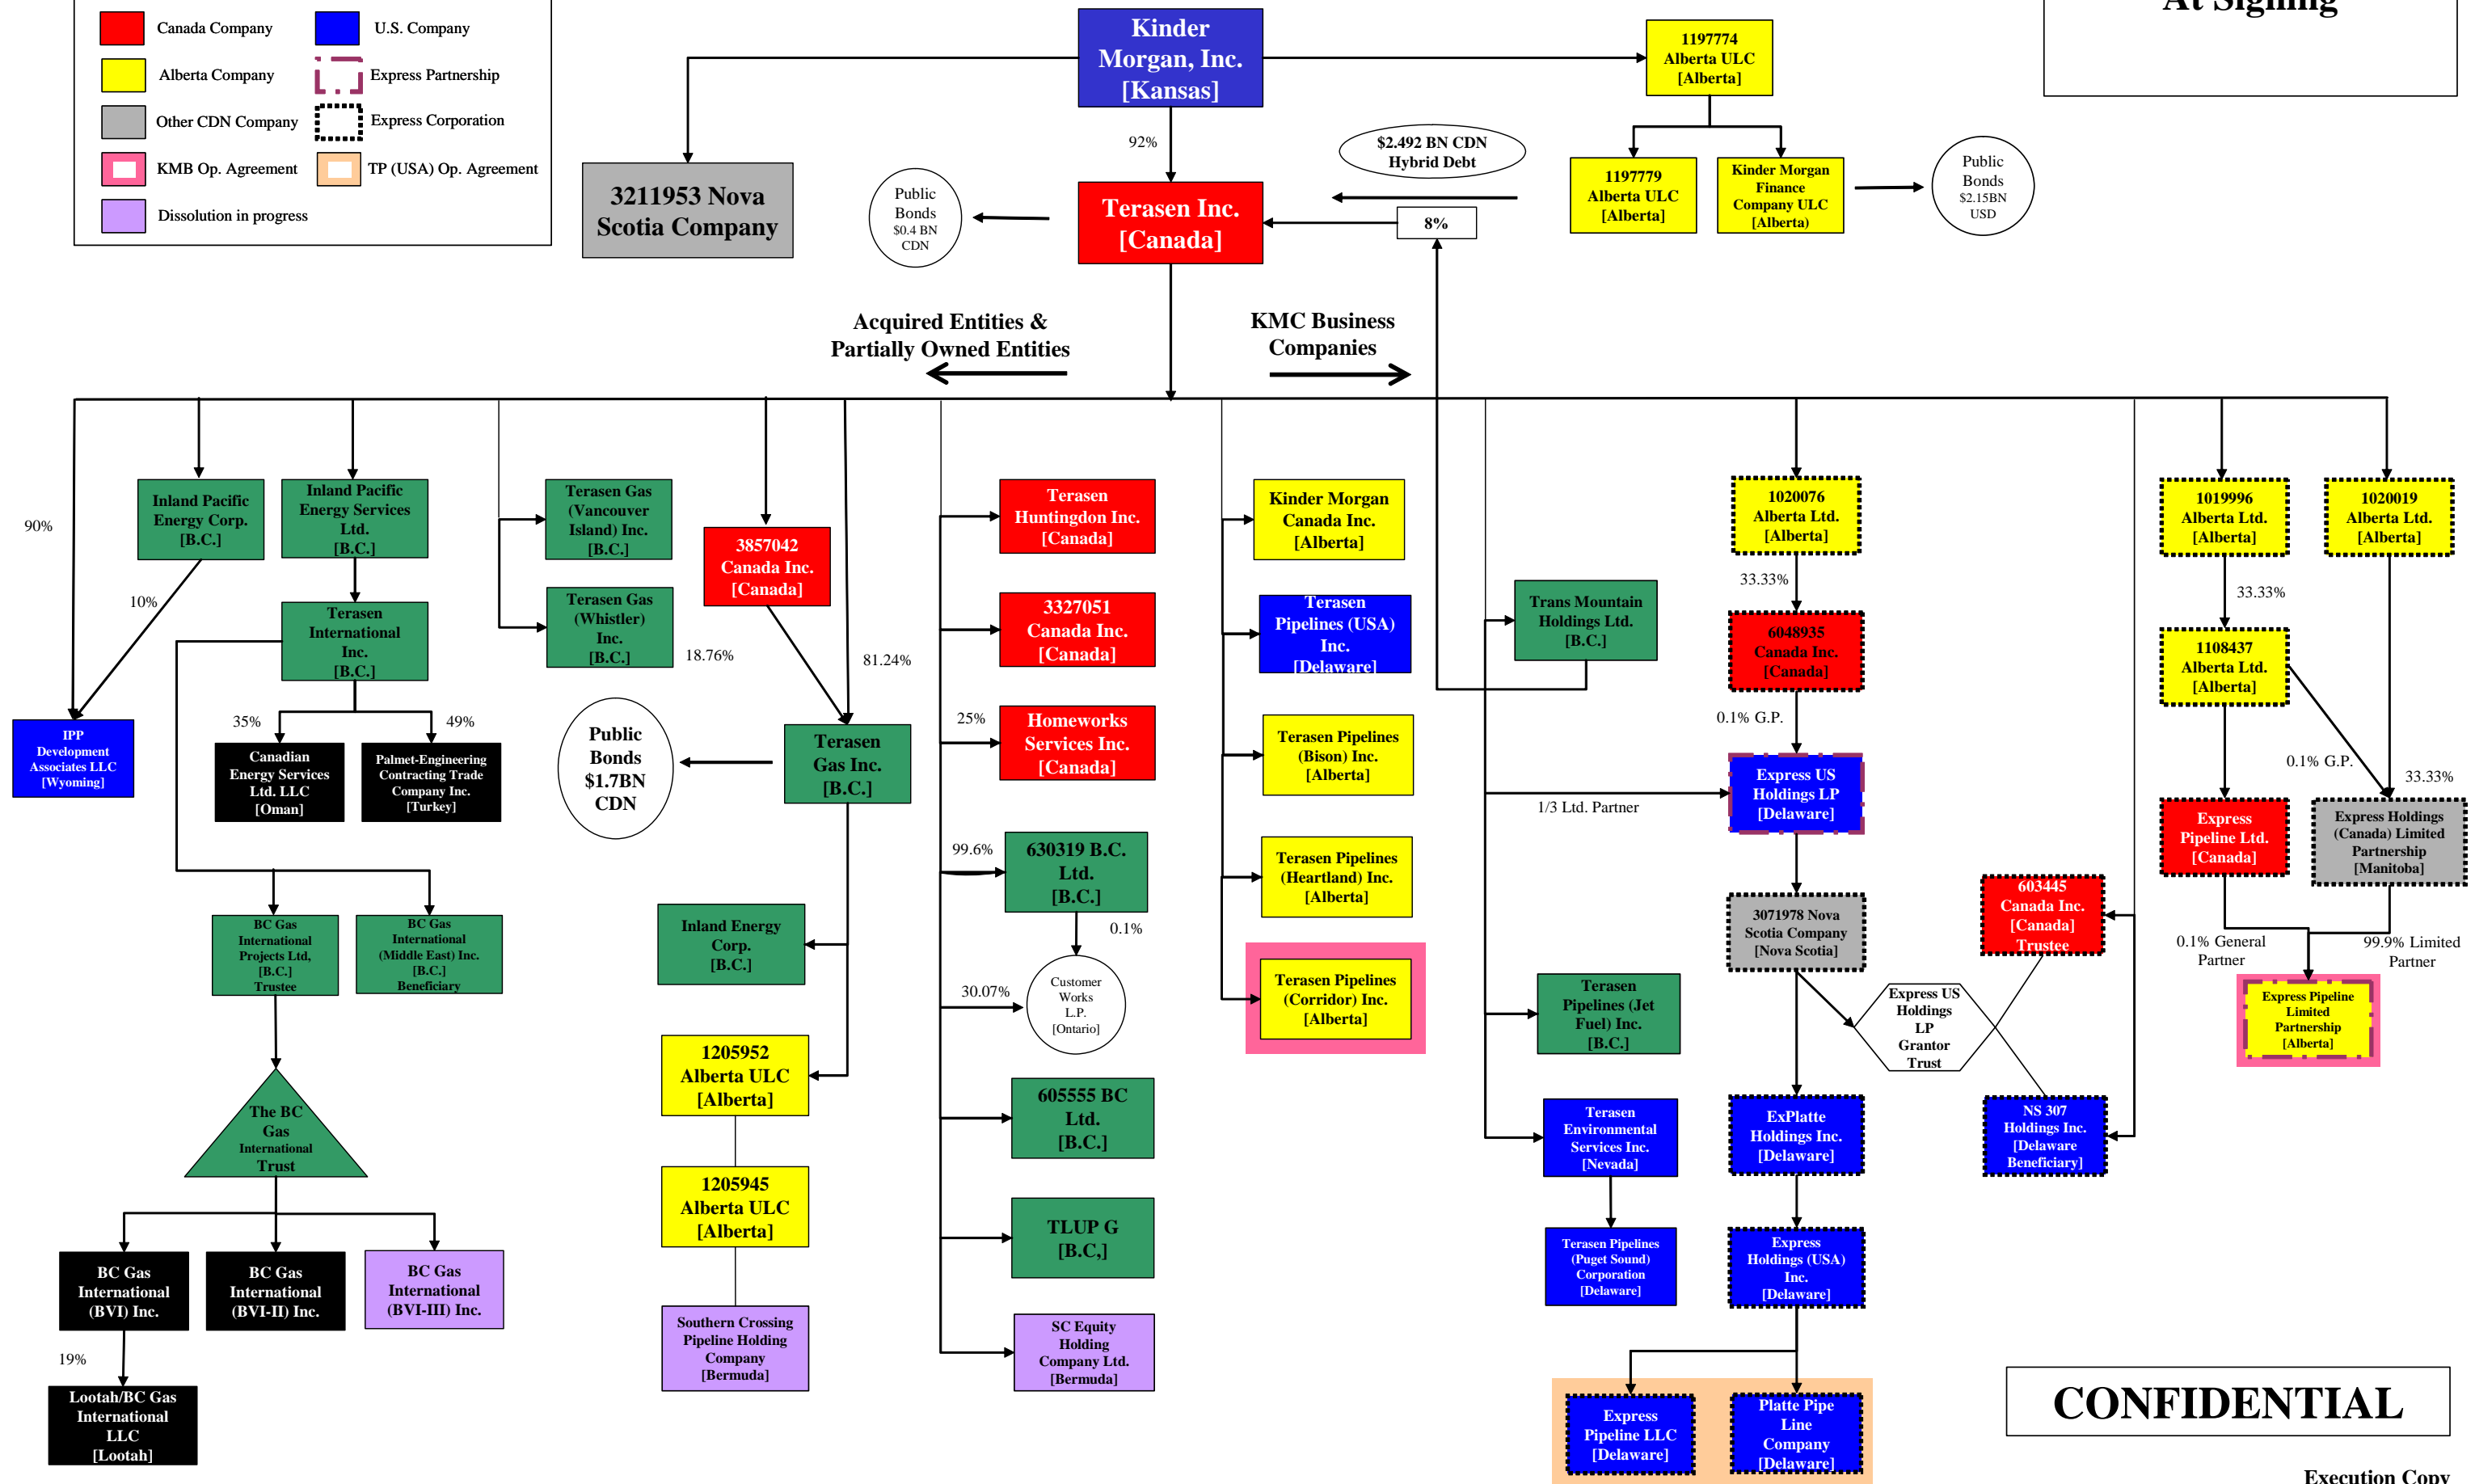 At Signing
Canada Company
U.S. Company
Alberta Company
Express Partnership
Other CDN Company
Express Corporation
KMB Op. Agreement
TP (USA) Op. Agreement
Dissolution in progress
Kinder
Morgan, Inc.
[Kansas]
1197774
Alberta ULC
[Alberta]
92%
$2.492 BN CDN
Hybrid Debt
3211953 Nova
Scotia Company
Public
Bonds
$0.4 BN
CDN
Terasen Inc.
[Canada]
8%
1197779
Alberta ULC
[Alberta]
Kinder Morgan
Finance
Company ULC
(Alberta)
Public
Bonds
$2.15BN
USD
Acquired Entities &
Partially Owned Entities
KMC Business
Companies
90%
Inland Pacific
Energy Corp.
[B.C.]
10%
Inland Pacific
Energy Services
Ltd.
[B.C.]
Terasen
International
Inc.
[B.C.]
35%
49%
IPP
Development
Associates LLC
[Wyoming]
Canadian
Energy Services
Ltd. LLC
[Oman]
Palmet-Engineering
Contracting Trade
Company Inc.
[Turkey]
BC Gas
International
Projects Ltd,
[B.C.]
Trustee
BC Gas
International
(Middle East) Inc.
[B.C.]
Beneficiary
The BC
Gas
International
Trust
BC Gas
International
(BVI) Inc.
BC Gas
International
(BVI-II) Inc.
BC Gas
International
(BVI-III) Inc.
19%
Lootah/BC Gas
International
LLC
[Lootah]
Terasen Gas
(Vancouver
Island) Inc.
[B.C.]
Terasen Gas
(Whistler)
Inc.
[B.C.]
3857042
Canada Inc.
[Canada]
18.76%
81.24%
Public
Bonds
$1.7BN
CDN
Terasen
Gas Inc.
[B.C.]
Inland Energy
Corp.
[B.C.]
1205952
Alberta ULC
[Alberta]
1205945
Alberta ULC
[Alberta]
Southern Crossing
Pipeline Holding
Company
[Bermuda]
Terasen
Huntingdon Inc.
[Canada]
3327051
Canada Inc.
[Canada]
25%
Homeworks
Services Inc.
[Canada]
99.6%
630319 B.C.
Ltd.
[B.C.]
0.1%
30.07%
Customer
Works
L.P.
[Ontario]
605555 BC
Ltd.
[B.C.]
TLUP G
[B.C,]
SC Equity
Holding
Company Ltd.
[Bermuda]
Kinder Morgan
Canada Inc.
[Alberta]
Terasen
Pipelines (USA)
Inc.
[Delaware]
Terasen Pipelines
(Bison) Inc.
[Alberta]
Terasen Pipelines
(Heartland) Inc.
[Alberta]
Terasen Pipelines
(Corridor) Inc.
[Alberta]
Trans Mountain
Holdings Ltd.
[B.C.]
1/3 Ltd. Partner
Terasen
Pipelines (Jet
Fuel) Inc.
[B.C.]
Terasen
Environmental
Services Inc.
[Nevada]
Terasen Pipelines
(Puget Sound)
Corporation
[Delaware]
1020076
Alberta Ltd.
[Alberta]
33.33%
6048935
Canada Inc.
[Canada]
0.1% G.P.
Express US
Holdings LP
[Delaware]
3071978 Nova
Scotia Company
[Nova Scotia]
Express US
Holdings
LP
Grantor
Trust
603445
Canada Inc.
[Canada]
Trustee
ExPlatte
Holdings Inc.
[Delaware]
NS 307
Holdings Inc.
[Delaware
Beneficiary]
Express
Holdings (USA)
Inc.
[Delaware]
Express
Pipeline LLC
[Delaware]
Platte Pipe
Line
Company
[Delaware]
1019996
Alberta Ltd.
[Alberta]
1020019
Alberta Ltd.
[Alberta]
33.33%
1108437
Alberta Ltd.
[Alberta]
0.1% G.P.
33.33%
Express
Pipeline Ltd.
[Canada]
Express Holdings
(Canada) Limited
Partnership
[Manitoba]
0.1% General
Partner
99.9% Limited
Partner
Express Pipeline
Limited
Partnership
[Alberta]
CONFIDENTIAL
Execution Copy